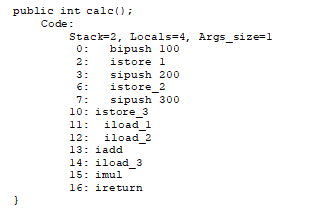 public int calc();
Code:
Stack=2, Locals=4, Args_size=1
0: bipush 100
2: istore 1
3: sipush 200
6: istore_2
7: sipush 300
10: istore_3
11: iload_1
12: iload_2
13: iadd
14: iload_3
15: imul
16: ireturn
}